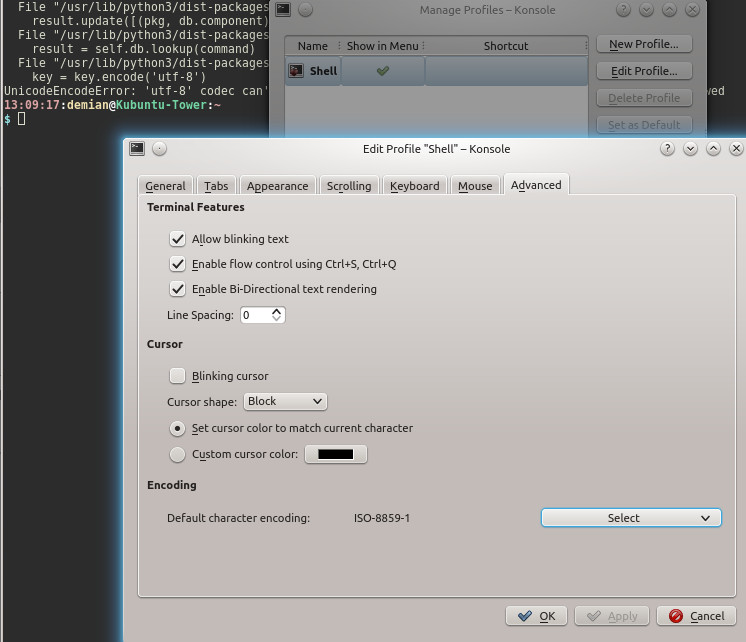 File "/usr/lib/python3/dist-packages
result.update([(pkg, db.component)
File "/usr/lib/python3/dist-packages
result = self.db.lookup(command)
File "/usr/lib/python3/dist-packages
key = key.encode('utf-8')
UnicodeEncodeError: 'utf-8' codec can'
wed
13:09:17:demian@Kubuntu-Tower:~
$
Manage Profiles – Konsole
Name Show in Menu Shortcut
Shell
New Profile...
Edit Profile...
Delete Profile
Set as Default
Edit Profile "Shell" – Konsole
General Tabs Appearance Scrolling Keyboard Mouse Advanced
Terminal Features
Allow blinking text
Enable flow control using Ctrl+S, Ctrl+Q
Enable Bi-Directional text rendering
Line Spacing: 0
Cursor
Blinking cursor
Cursor shape: Block
Set cursor color to match current character
Custom cursor color:
Encoding
Default character encoding: ISO-8859-1 Select
OK Apply Cancel